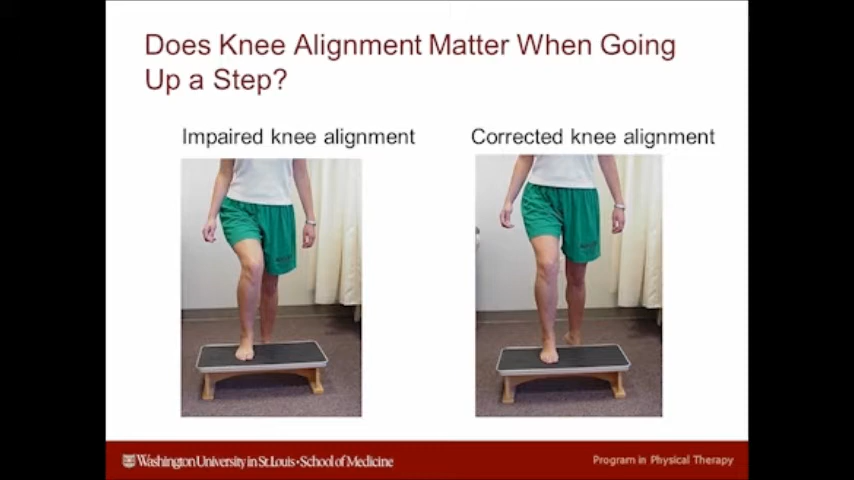 Does Knee Alignment Matter When Going
Up a Step?
Impaired knee alignment
Corrected knee alignment
Washington University in St.Louis • School of Medicine
Program in Physical Therapy